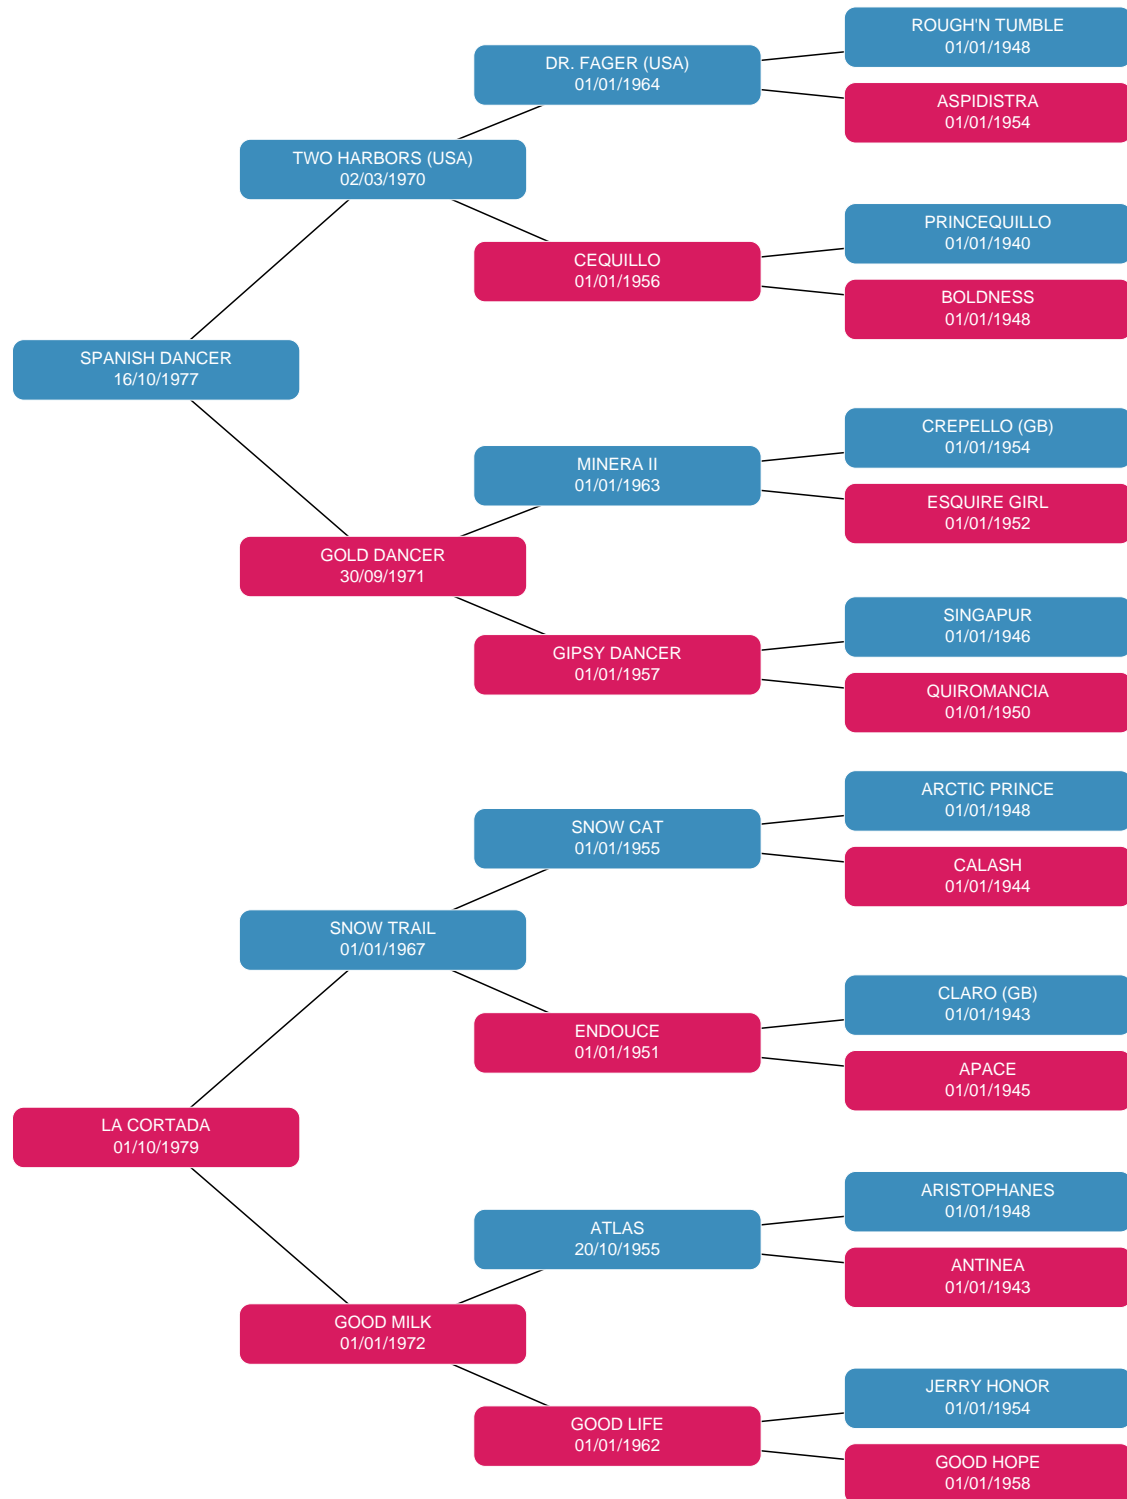 ROUGH'N TUMBLE
01/01/1948
DR. FAGER (USA)
01/01/1964
ASPIDISTRA
01/01/1954
TWO HARBORS (USA)
02/03/1970
PRINCEQUILLO
01/01/1940
CEQUILLO
01/01/1956
BOLDNESS
01/01/1948
SPANISH DANCER
16/10/1977
CREPELLO (GB)
01/01/1954
MINERA II
01/01/1963
ESQUIRE GIRL
01/01/1952
GOLD DANCER
30/09/1971
SINGAPUR
01/01/1946
GIPSY DANCER
01/01/1957
QUIROMANCIA
01/01/1950
ARCTIC PRINCE
01/01/1948
SNOW CAT
01/01/1955
CALASH
01/01/1944
SNOW TRAIL
01/01/1967
CLARO (GB)
01/01/1943
ENDOUCE
01/01/1951
APACE
01/01/1945
LA CORTADA
01/10/1979
ARISTOPHANES
01/01/1948
ATLAS
20/10/1955
ANTINEA
01/01/1943
GOOD MILK
01/01/1972
JERRY HONOR
01/01/1954
GOOD LIFE
01/01/1962
GOOD HOPE
01/01/1958